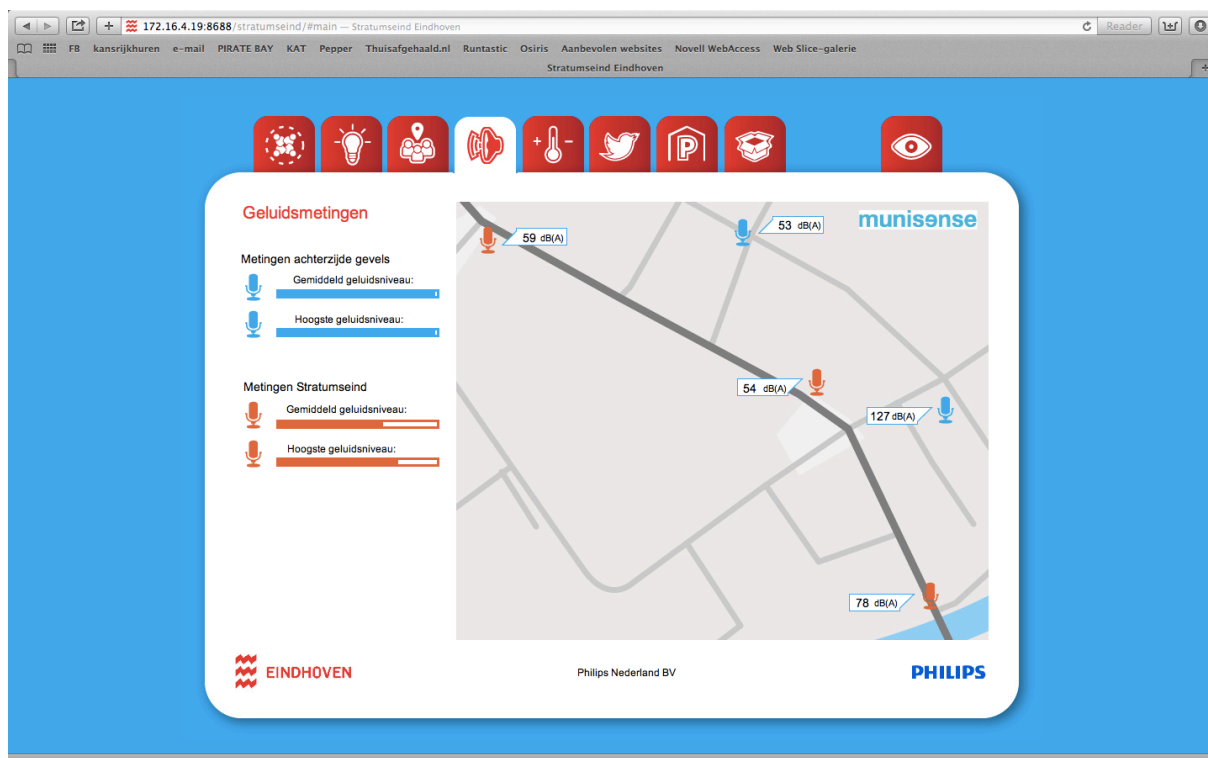 172.16.4.19:8688/stratumseind/#main — Stratumseind Eindhoven
Reader
FB kansrijkhuren e-mail PIRATE BAY KAT Pepper Thuisafgehaald.nl Runtastic Osiris Aanbevolen websites Novell WebAccess Web Slice-galerie
Stratumseind Eindhoven
+ -
P
Geluidsmetingen
Metingen achterzijde gevels
Gemiddeld geluidsniveau:
Hoogste geluidsniveau:
Metingen Stratumseind
Gemiddeld geluidsniveau:
Hoogste geluidsniveau:
munisense
53 dB(A)
59 dB(A)
54 dB(A)
127 dB(A)
78 dB(A)
EINDHOVEN
Philips Nederland BV
PHILIPS